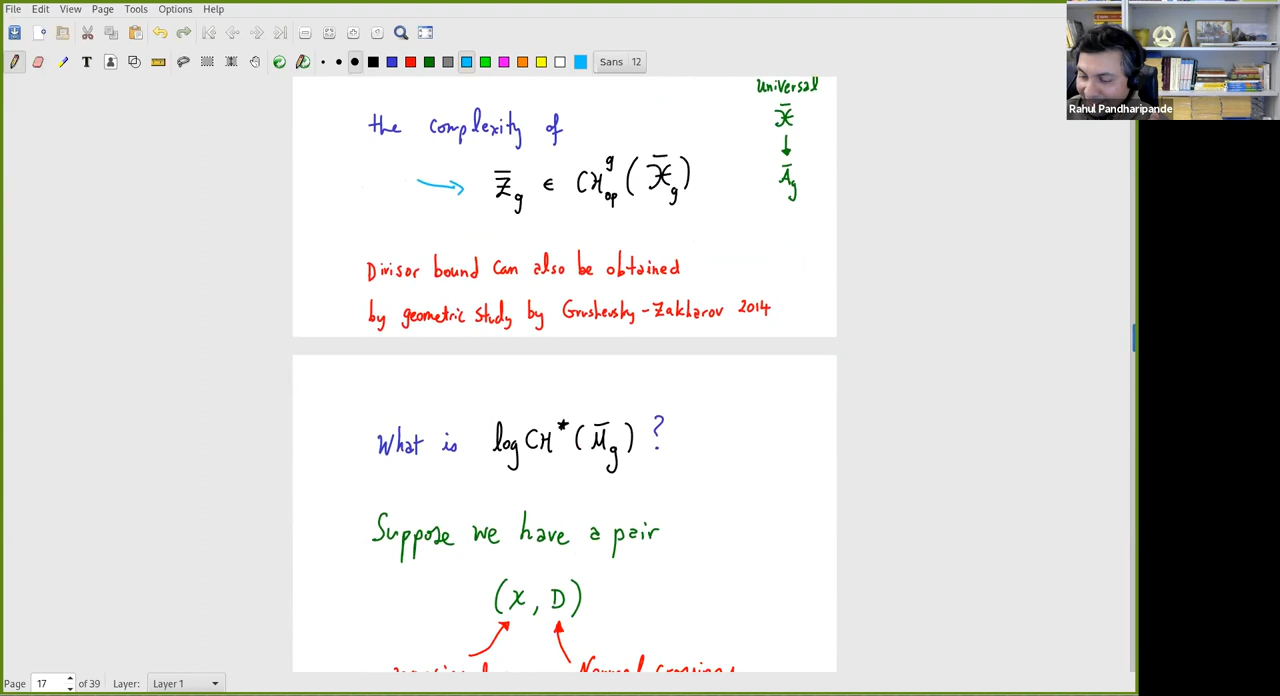 File Edit View Page Tools Options Help
Sans 12
Rahul Pandharipande
Universal
the complexity of
X̄
↓
→ Z̄_g ∈ CH^g_op (X̄_g)
Ā_g
Divisor bound can also be obtained
by geometric study by Grushevsky-Zakharov 2014
What is log CH* (M̄_g) ?
Suppose we have a pair
(X, D)
Normal crossings
Page 17 of 39 Layer: Layer 1